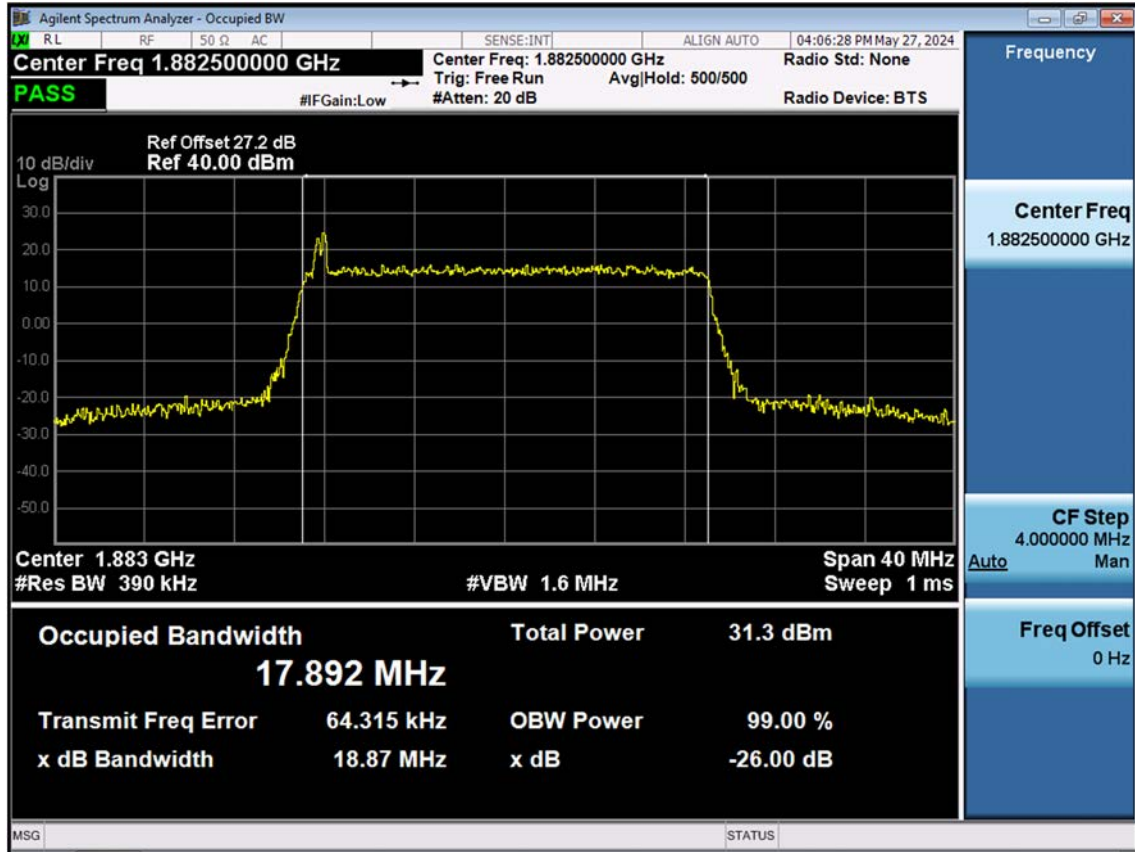 Agilent Spectrum Analyzer - Occupied BW
LXI RL RF 50 Ω AC SENSE:INT ALIGN AUTO 04:06:28 PM May 27, 2024
Center Freq 1.882500000 GHz
Center Freq: 1.882500000 GHz Radio Std: None
Trig: Free Run Avg|Hold: 500/500
PASS #IFGain:Low #Atten: 20 dB Radio Device: BTS
Ref Offset 27.2 dB
10 dB/div Ref 40.00 dBm
Log
30.0
20.0
10.0
0.00
-10.0
-20.0
-30.0
-40.0
-50.0
Center 1.883 GHz Span 40 MHz
#Res BW 390 kHz #VBW 1.6 MHz Sweep 1 ms
Occupied Bandwidth Total Power 31.3 dBm
17.892 MHz
Transmit Freq Error 64.315 kHz OBW Power 99.00 %
x dB Bandwidth 18.87 MHz x dB -26.00 dB
MSG STATUS
Frequency
Center Freq
1.882500000 GHz
CF Step
4.000000 MHz
Auto Man
Freq Offset
0 Hz